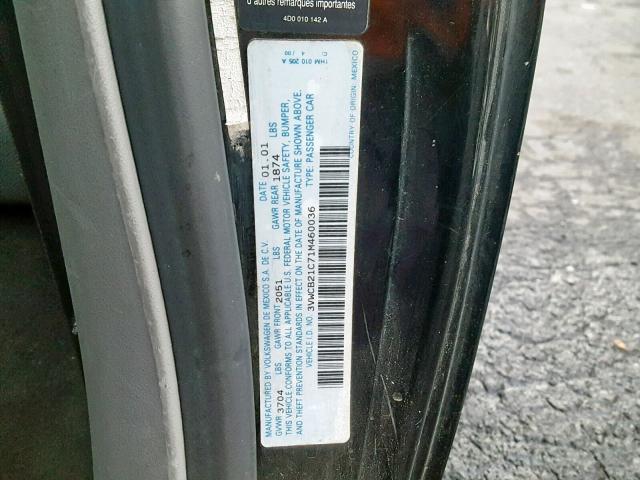 d'autres remarques importantes
4D0 010 142 A
MANUFACTURED BY VOLKSWAGEN DE MEXICO S.A. DE C.V. DATE 01.01
GVWR 3704 LBS GAWR FRONT 2051 LBS GAWR REAR 1874 LBS
THIS VEHICLE CONFORMS TO ALL APPLICABLE U.S. FEDERAL MOTOR VEHICLE SAFETY, BUMPER,
AND THEFT PREVENTION STANDARDS IN EFFECT ON THE DATE OF MANUFACTURE SHOWN ABOVE.
VEHICLE I.D. NO. 3VWCB21C71M460036 TYPE: PASSENGER CAR
COUNTRY OF ORIGIN: MEXICO
1HM 010 205 A